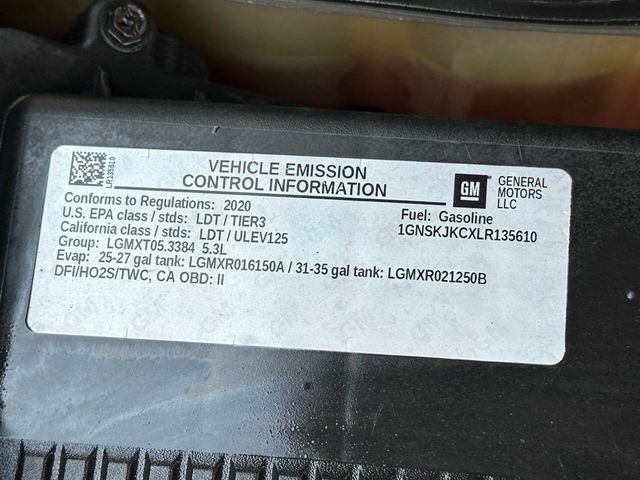 LR135610
VEHICLE EMISSION
CONTROL INFORMATION
GM
GENERAL
MOTORS
LLC
Conforms to Regulations: 2020
U.S. EPA class / stds: LDT / TIER3
California class / stds: LDT / ULEV125
Group: LGMXT05.3384 5.3L
Evap: 25-27 gal tank: LGMXR016150A / 31-35 gal tank: LGMXR021250B
DFI/HO2S/TWC, CA OBD: II
Fuel: Gasoline
1GNSKJKCXLR135610